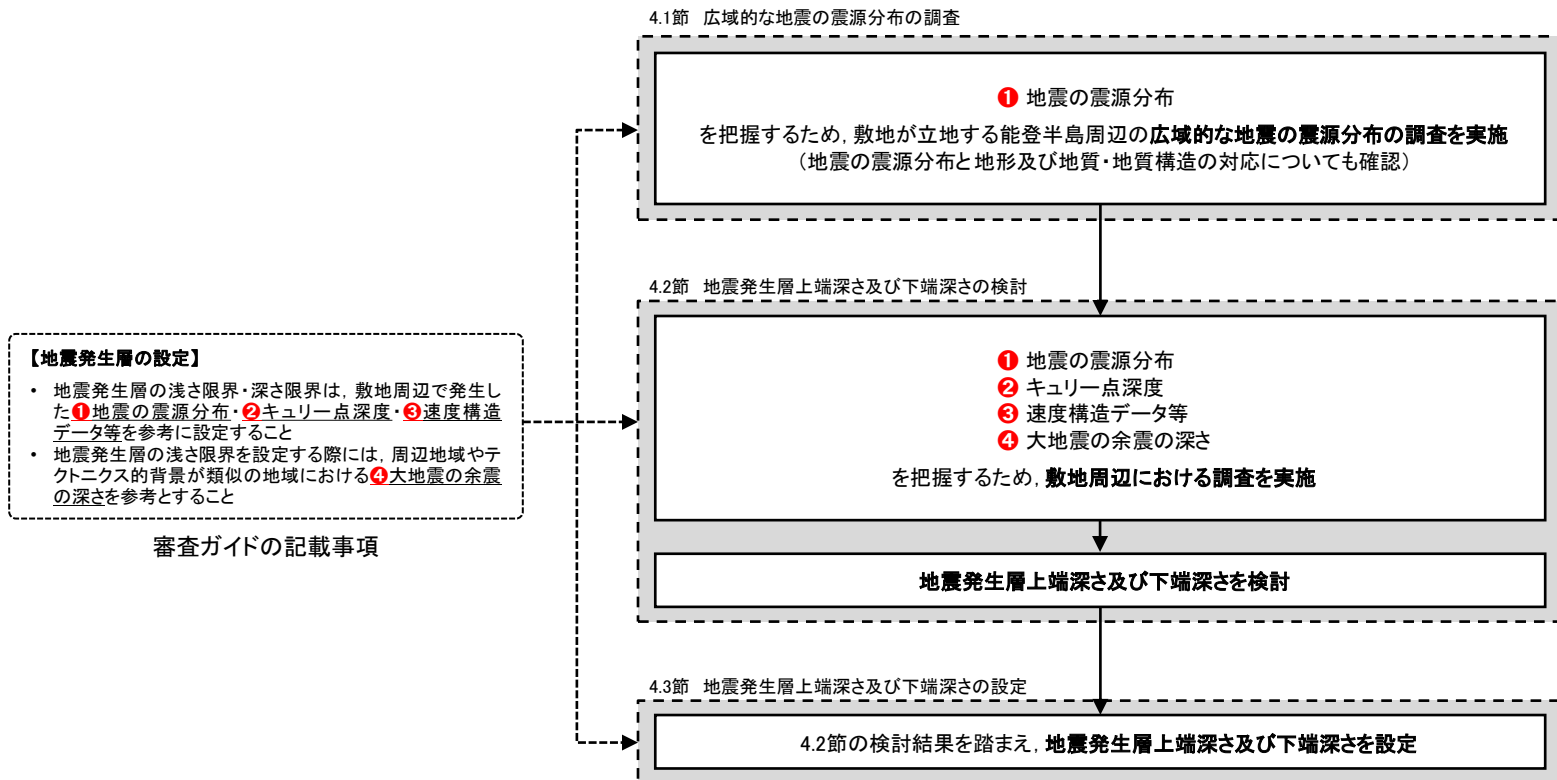 4.1節 広域的な地震の震源分布の調査
❶ 地震の震源分布
を把握するため，敷地が立地する能登半島周辺の広域的な地震の震源分布の調査を実施
（地震の震源分布と地形及び地質・地質構造の対応についても確認）
4.2節 地震発生層上端深さ及び下端深さの検討
❶ 地震の震源分布
❷ キュリー点深度
❸ 速度構造データ等
❹ 大地震の余震の深さ
を把握するため，敷地周辺における調査を実施
地震発生層上端深さ及び下端深さを検討
4.3節 地震発生層上端深さ及び下端深さの設定
4.2節の検討結果を踏まえ，地震発生層上端深さ及び下端深さを設定
【地震発生層の設定】
• 地震発生層の浅さ限界・深さ限界は，敷地周辺で発生し
た❶地震の震源分布・❷キュリー点深度・❸速度構造
データ等を参考に設定すること
• 地震発生層の浅さ限界を設定する際には，周辺地域やテ
クトニクス的背景が類似の地域における❹大地震の余震
の深さを参考とすること
審査ガイドの記載事項